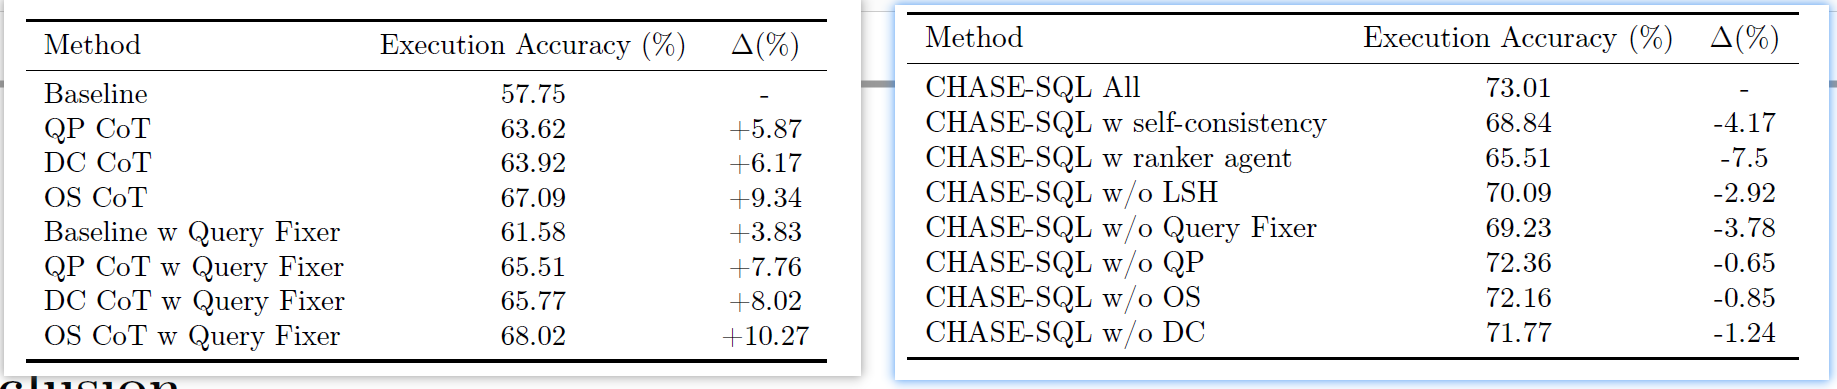 Method Execution Accuracy (%) Δ(%)
Baseline 57.75 -
QP CoT 63.62 +5.87
DC CoT 63.92 +6.17
OS CoT 67.09 +9.34
Baseline w Query Fixer 61.58 +3.83
QP CoT w Query Fixer 65.51 +7.76
DC CoT w Query Fixer 65.77 +8.02
OS CoT w Query Fixer 68.02 +10.27
Method Execution Accuracy (%) Δ(%)
CHASE-SQL All 73.01 -
CHASE-SQL w self-consistency 68.84 -4.17
CHASE-SQL w ranker agent 65.51 -7.5
CHASE-SQL w/o LSH 70.09 -2.92
CHASE-SQL w/o Query Fixer 69.23 -3.78
CHASE-SQL w/o QP 72.36 -0.65
CHASE-SQL w/o OS 72.16 -0.85
CHASE-SQL w/o DC 71.77 -1.24